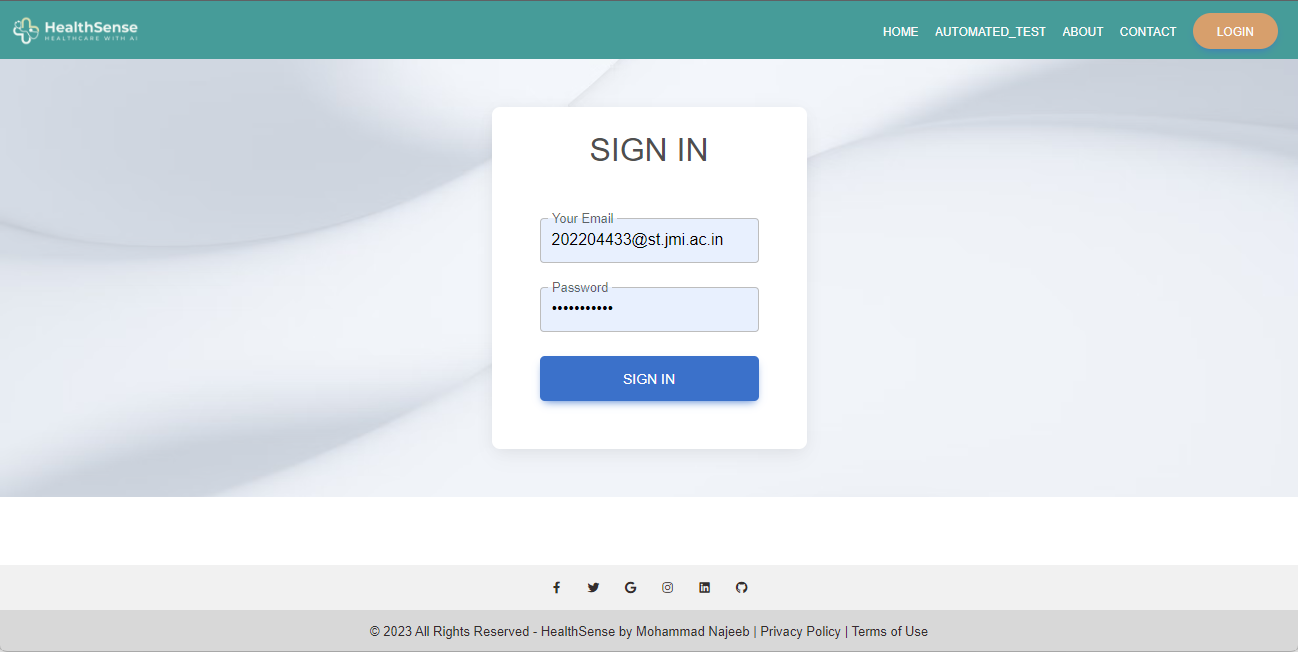 HealthSense
HEALTHCARE WITH AI
HOME AUTOMATED_TEST ABOUT CONTACT LOGIN
SIGN IN
Your Email
202204433@st.jmi.ac.in
Password
•••••••••••
SIGN IN
© 2023 All Rights Reserved - HealthSense by Mohammad Najeeb | Privacy Policy | Terms of Use